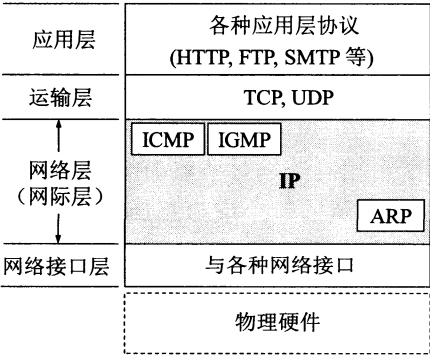 应用层
各种应用层协议
(HTTP, FTP, SMTP 等)
运输层
TCP, UDP
网络层
（网际层）
ICMP
IGMP
IP
ARP
网络接口层
与各种网络接口
物理硬件